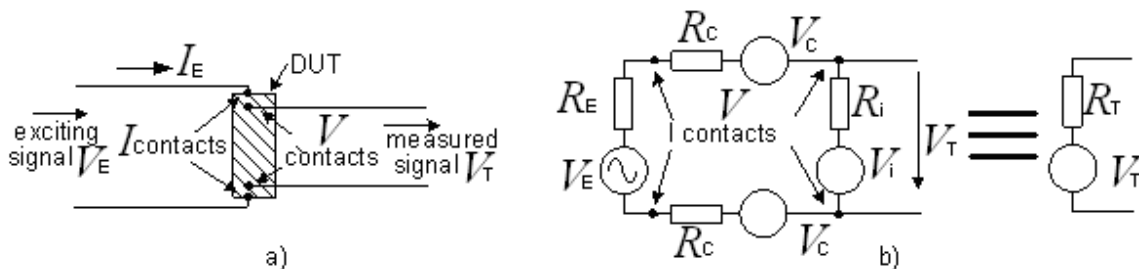 I_E
DUT
exciting signal V_E
I contacts
V contacts
measured signal V_T
a)
R_C
V_C
R_E
V
I contacts
R_i
V_E
V_i
V_T
R_C
V_C
b)
R_T
V_T